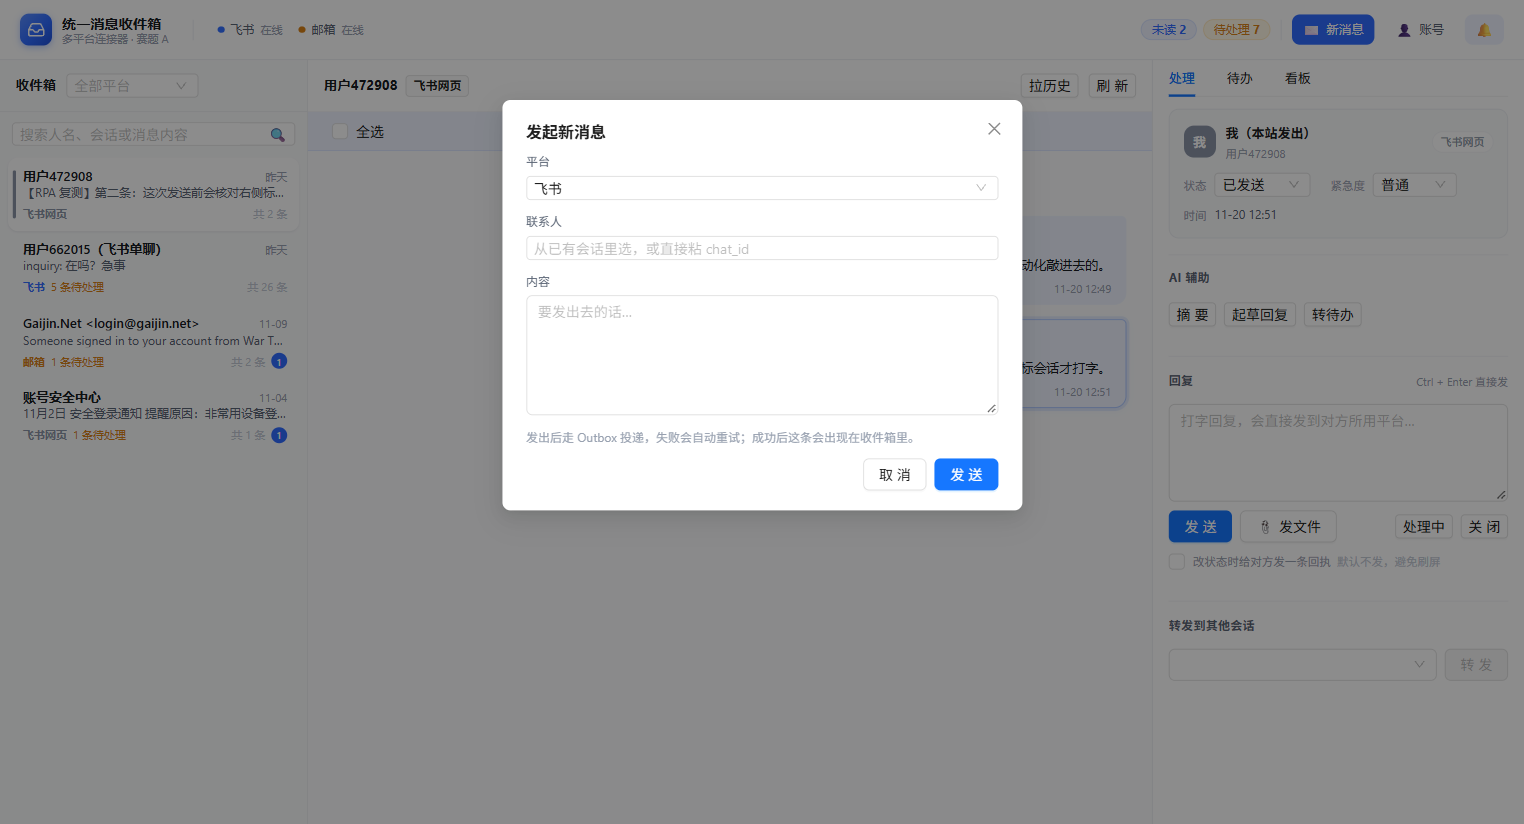 统一消息收件箱
多平台连接器 · 赛题 A
飞书 在线
邮箱 在线
未读 2
待处理 7
新消息
账号
收件箱
全部平台
搜索人名、会话或消息内容
用户472908
昨天
【RPA 复测】第二条：这次发送前会核对右侧标...
飞书网页
共 2 条
用户662015（飞书单聊）
昨天
inquiry: 在吗？急事
飞书 5 条待处理
共 26 条
Gaijin.Net <login@gaijin.net>
11-09
Someone signed in to your account from War T...
邮箱 1 条待处理
共 2 条
1
账号安全中心
11-04
11月2日 安全登录通知 提醒原因：非常用设备登...
飞书网页 1 条待处理
共 1 条
1
用户472908
飞书网页
拉历史
刷 新
全选
动化敲进去的。
11-20 12:49
标会话才打字。
11-20 12:51
发起新消息
平台
飞书
联系人
从已有会话里选，或直接粘 chat_id
内容
要发出去的话...
发出后走 Outbox 投递，失败会自动重试；成功后这条会出现在收件箱里。
取 消
发 送
处理
待办
看板
我
我（本站发出）
用户472908
飞书网页
状态
已发送
紧急度
普通
时间
11-20 12:51
AI 辅助
摘 要
起草回复
转待办
回复
Ctrl + Enter 直接发
打字回复，会直接发到对方所用平台...
发 送
发文件
处理中
关 闭
改状态时给对方发一条回执
默认不发，避免刷屏
转发到其他会话
转 发